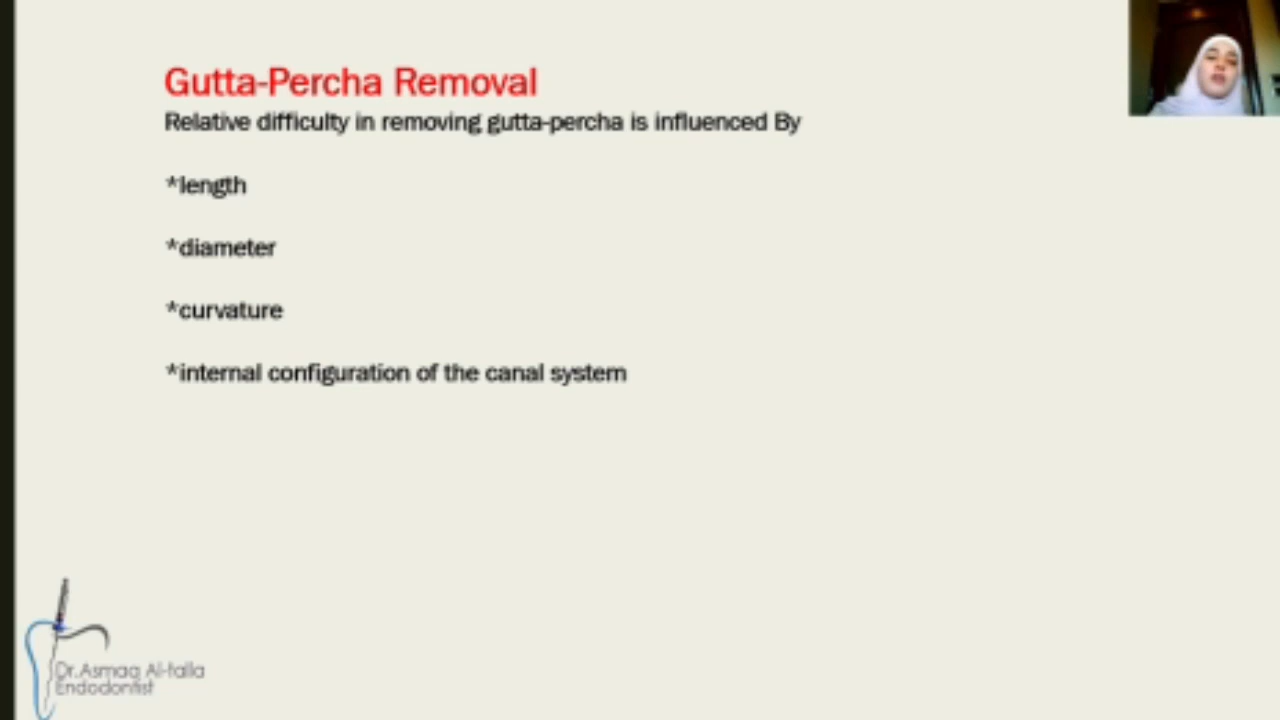 Gutta-Percha Removal
Relative difficulty in removing gutta-percha is influenced By
*length
*diameter
*curvature
*internal configuration of the canal system
Dr.Asmaa Al-talla
Endodontist